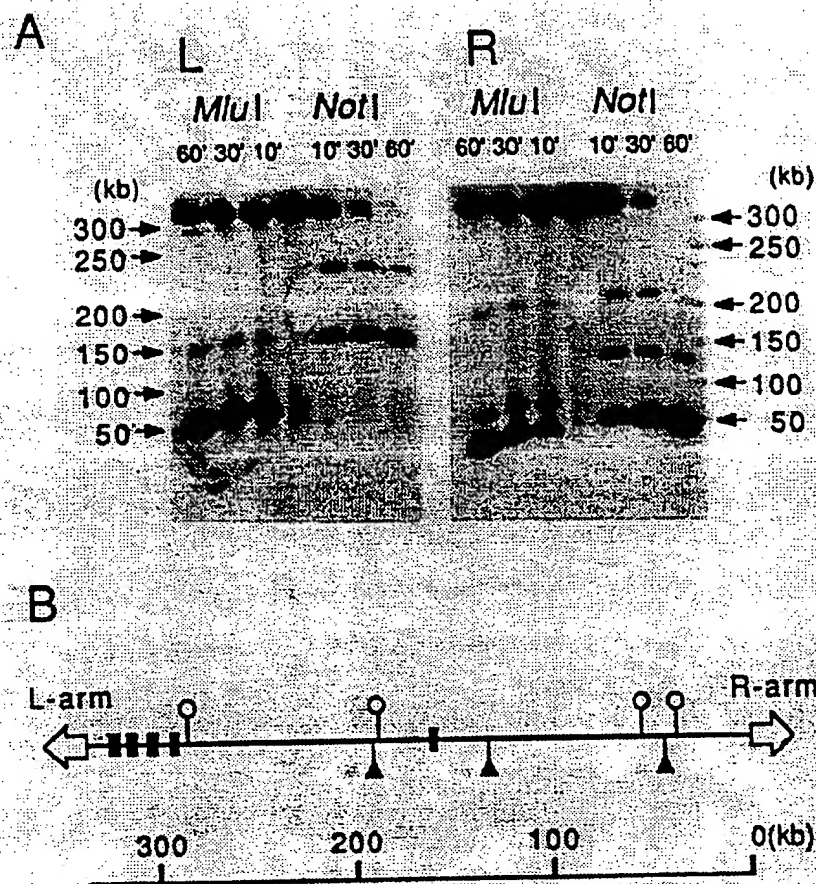 A
L R
MluI NotI MluI NotI
60' 30' 10' 10' 30' 60' 60' 30' 10' 10' 30' 60'
(kb) (kb)
300 300
250 250
200 200
150 150
100 100
50 50
B
L-arm R-arm
300 200 100 0(kb)